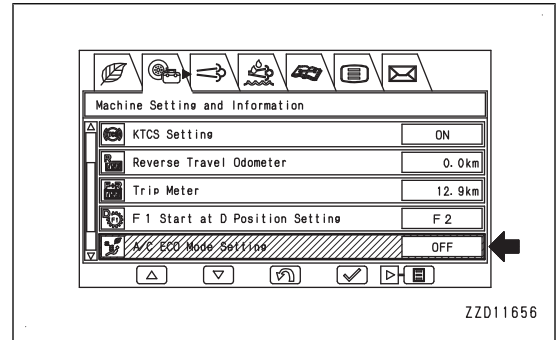 Machine Setting and Information
KTCS Setting ON
Reverse Travel Odometer 0.0km
Trip Meter 12.9km
F1 Start at D Position Setting F2
A/C ECO Mode Setting OFF
ZZD11656